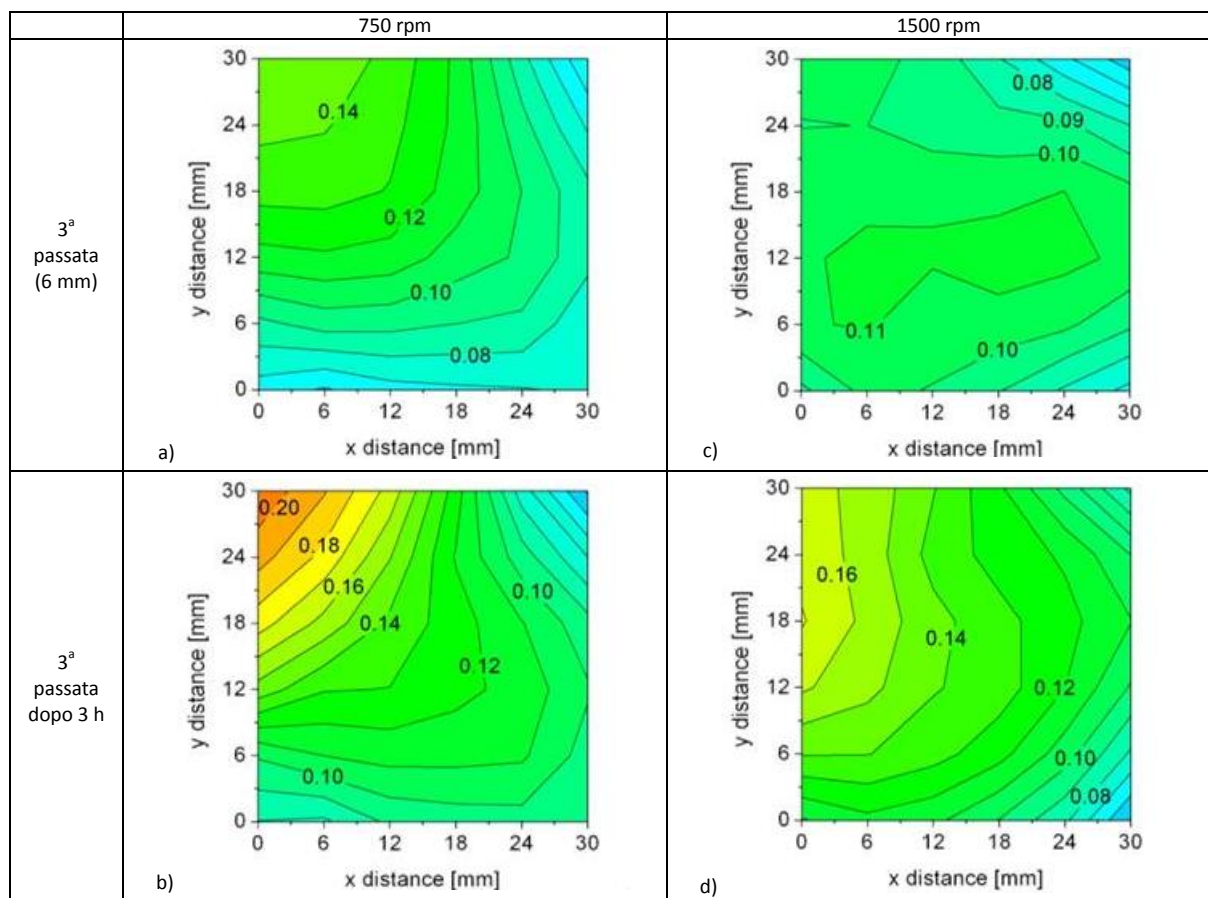 750 rpm
1500 rpm
3ª
passata
(6 mm)
30
24
18
12
6
0
y distance [mm]
0.14
0.12
0.10
0.08
0 6 12 18 24 30
x distance [mm]
a)
30
24
18
12
6
0
y distance [mm]
0.08
0.09
0.10
0.11
0.10
0 6 12 18 24 30
x distance [mm]
c)
3ª
passata
dopo 3 h
30
24
18
12
6
0
y distance [mm]
0.20
0.18
0.16
0.10
0.14
0.12
0.10
0 6 12 18 24 30
x distance [mm]
b)
30
24
18
12
6
0
y distance [mm]
0.16
0.14
0.12
0.10
0.08
0 6 12 18 24 30
x distance [mm]
d)